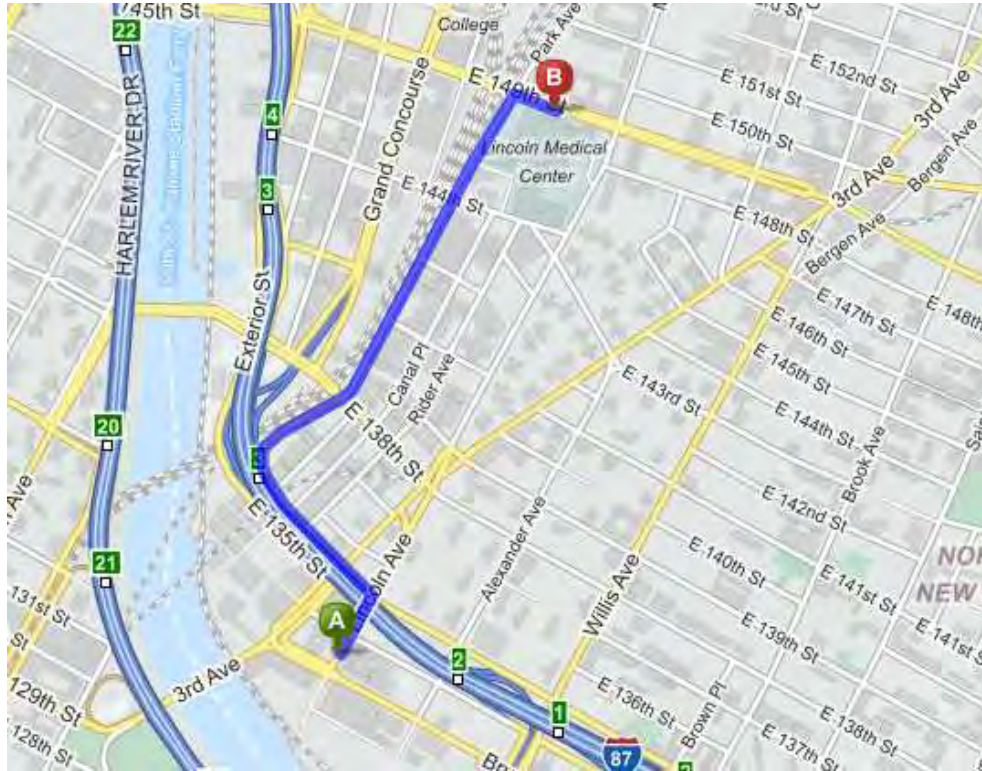 145th St
22
College
Park Ave
B
E 149th St
E 152nd St
E 151st St
E 150th St
3rd Ave
Bergen Ave
HARLEM RIVER DR
4
Grand Concourse
Lincoln Medical
Center
3
E 144th St
3rd Ave
Bergen Ave
E 148th St
E 147th St
E 148th
E 146th St
E 145th St
Exterior St
Canal Pl
Rider Ave
E 143rd St
E 144th St
E 138th St
Brook Ave
20
E 135th St
E 142nd St
Alexander Ave
Lincoln Ave
Willis Ave
E 140th St
E 141st St
E 141st St
21
131st St
A
NEW
E 139th St
2
3rd Ave
129th St
128th St
1
E 136th St
Brown Pl
E 138th St
E 137th St
87